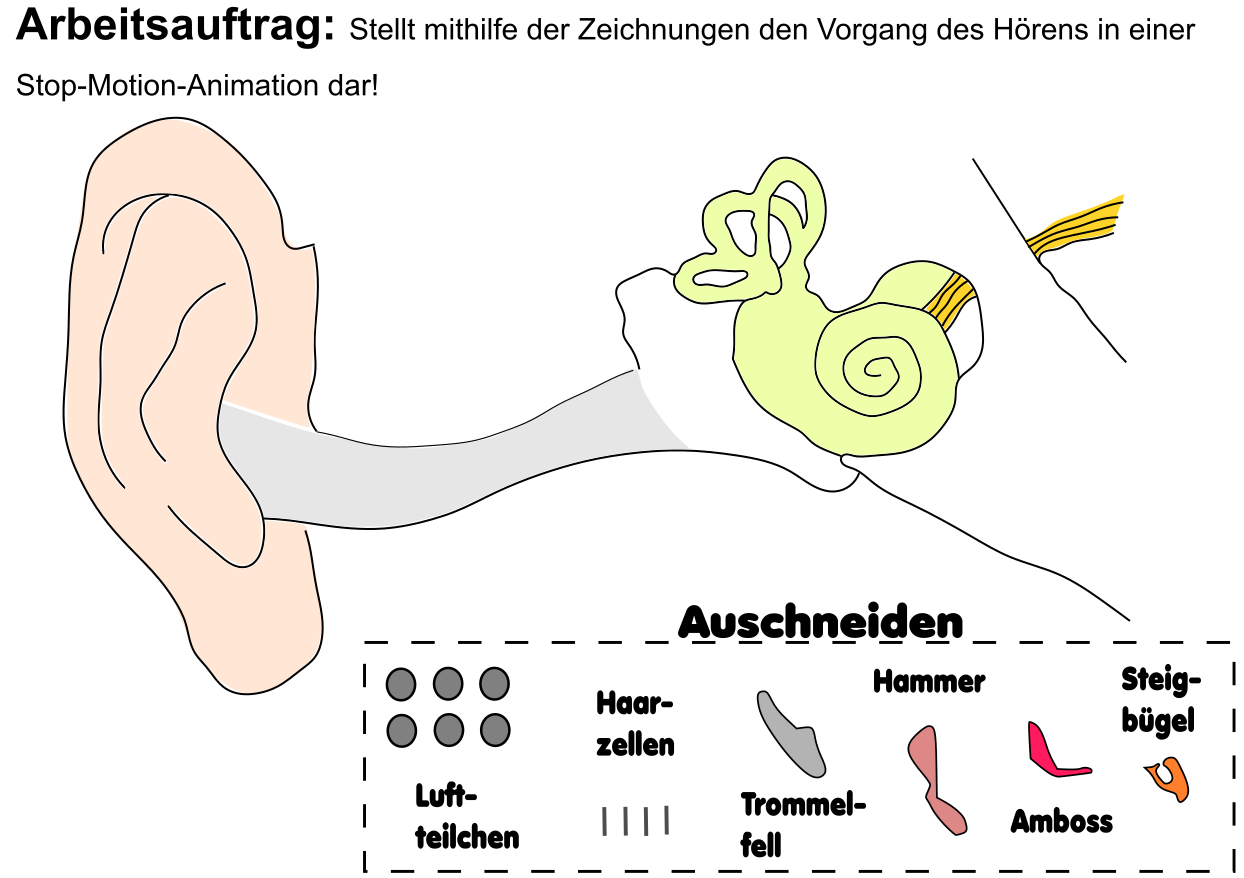 Arbeitsauftrag: Stellt mithilfe der Zeichnungen den Vorgang des Hörens in einer
Stop-Motion-Animation dar!
Auschneiden
Luft-
teilchen
Haar-
zellen
Trommel-
fell
Hammer
Amboss
Steig-
bügel